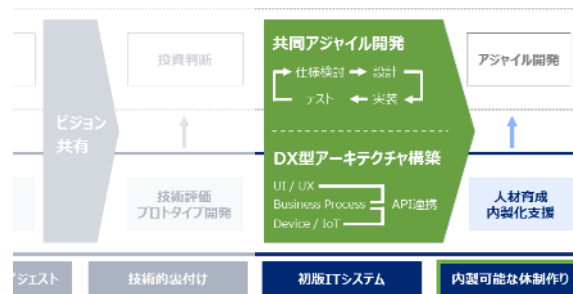 共同アジャイル開発
投資判断
仕様検討 設計
アジャイル開発
テスト 実装
ビジョン
共有
DX型アーキテクチャ構築
技術評価
プロトタイプ開発
UI / UX
Business Process API連携
Device / IoT
人材育成
内製化支援
ジェスト
技術的裏付け
初版ITシステム
内製可能な体制作り